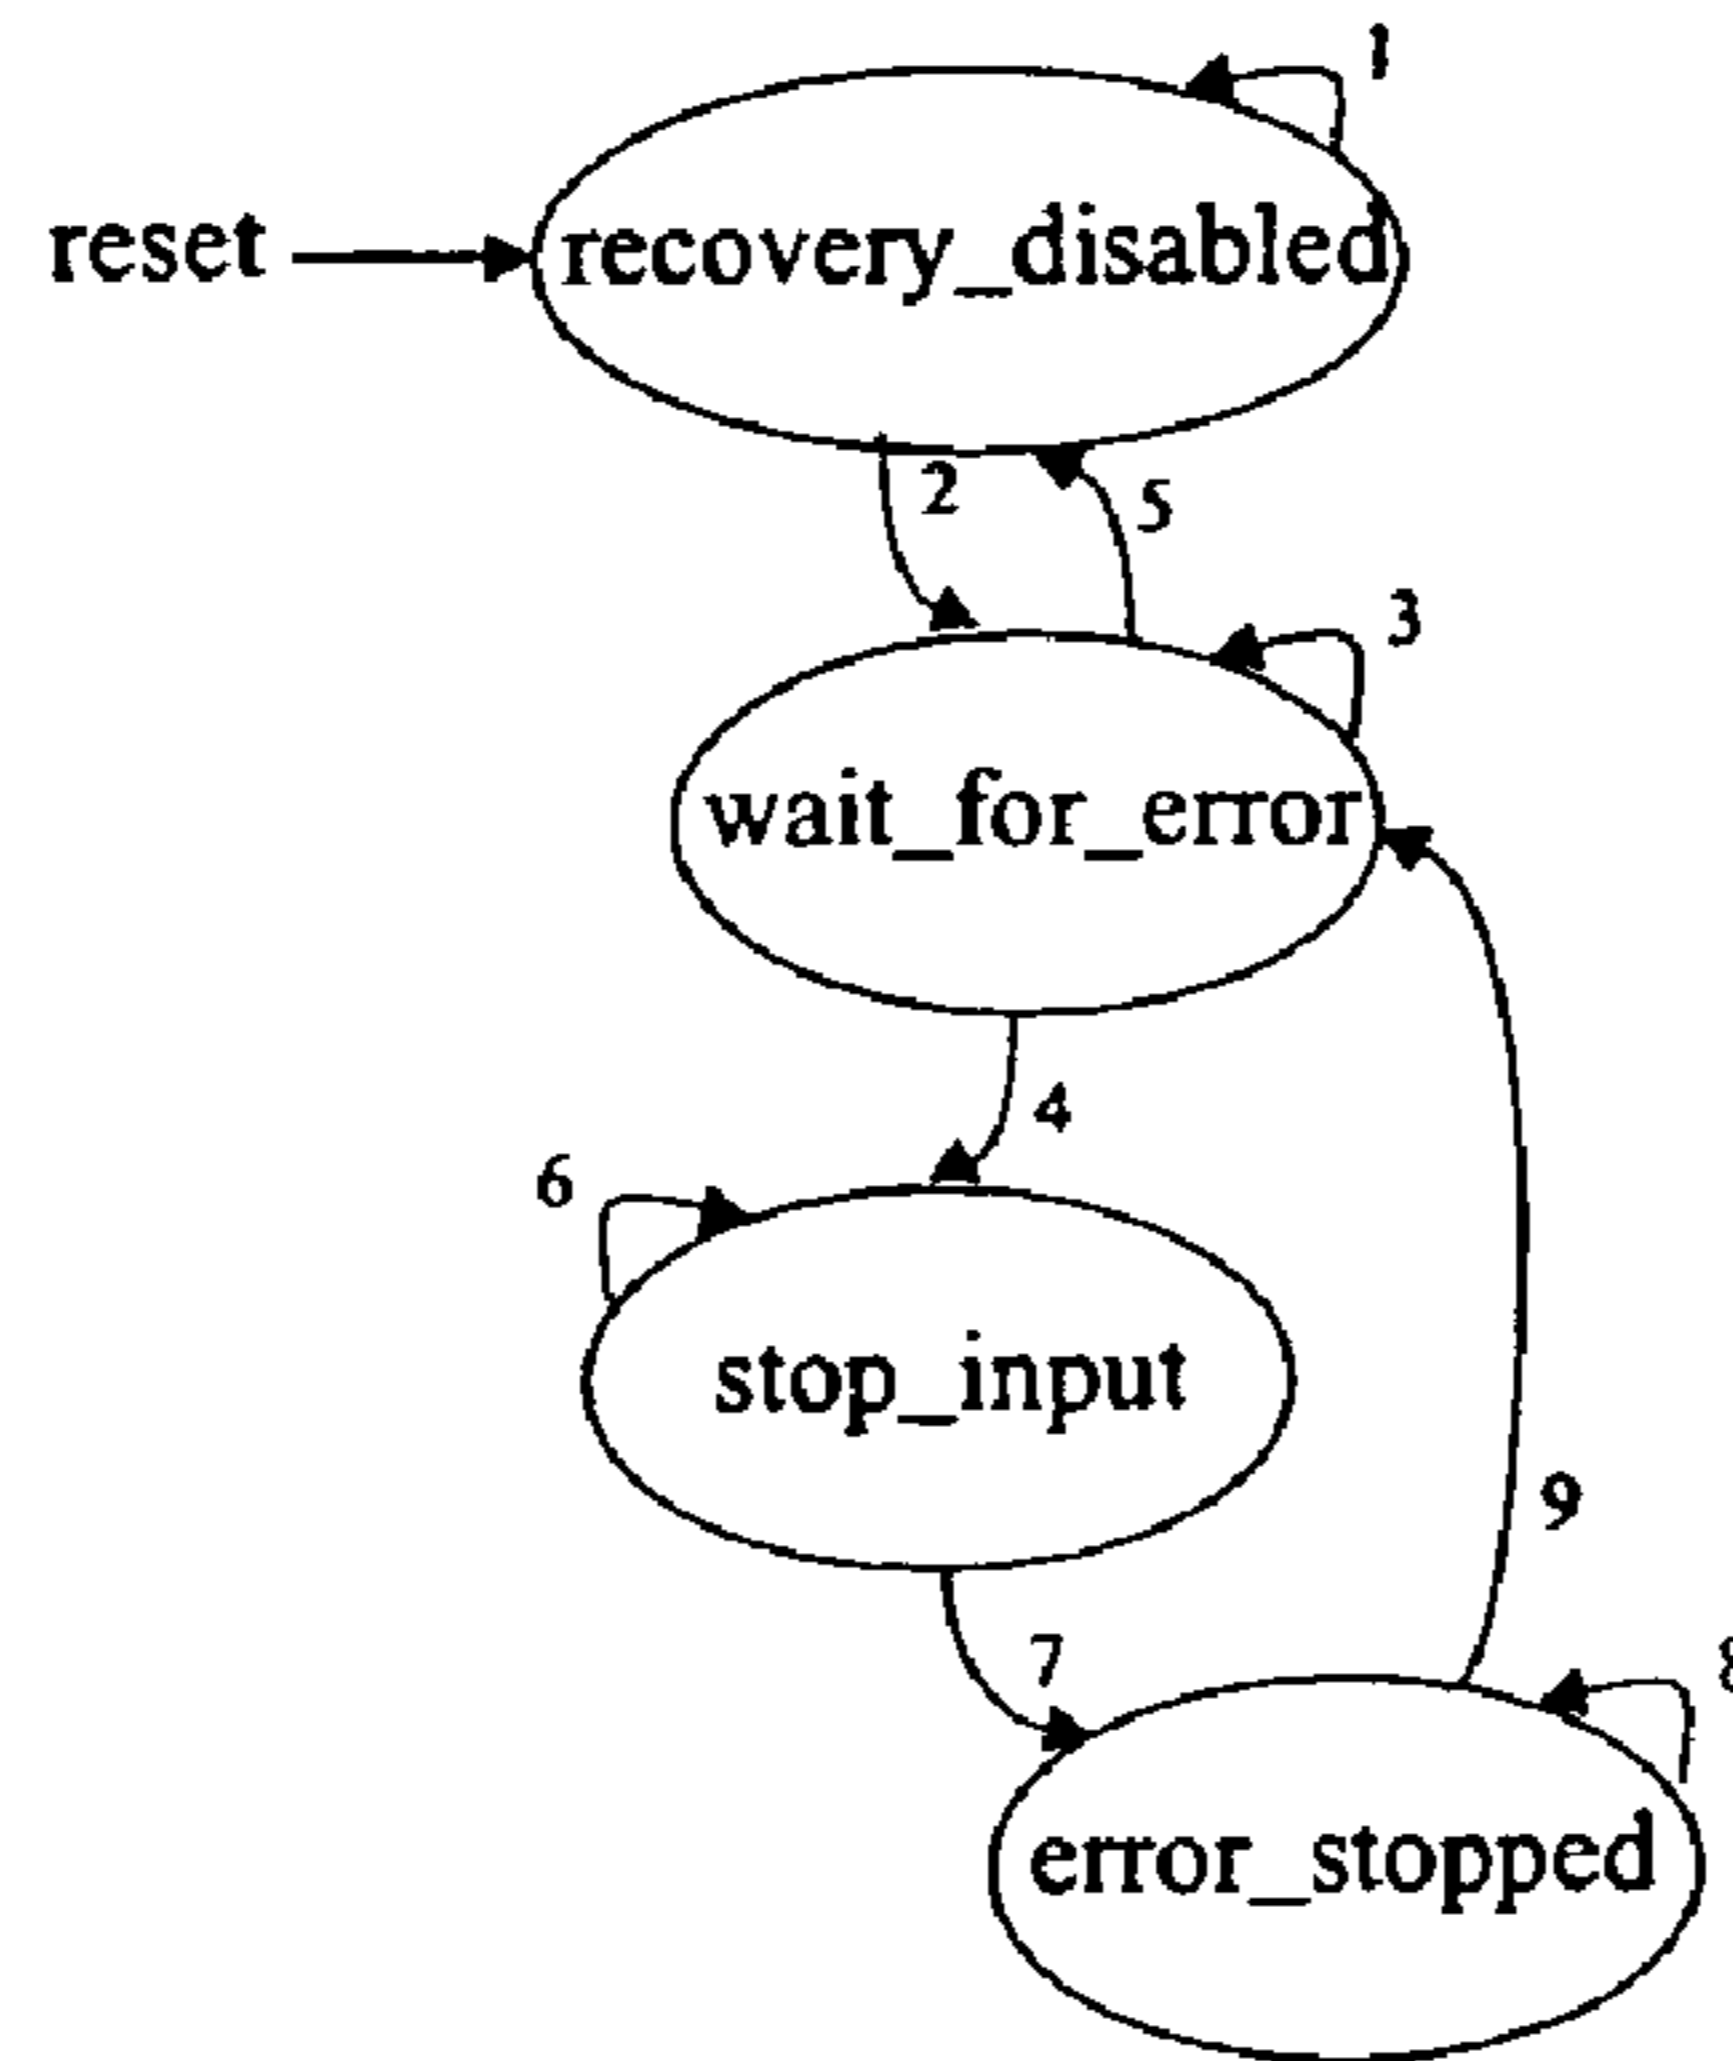 1
reset
recovery_disabled
2
5
3
wait_for_error
4
6
stop_input
9
7
8
error_stopped